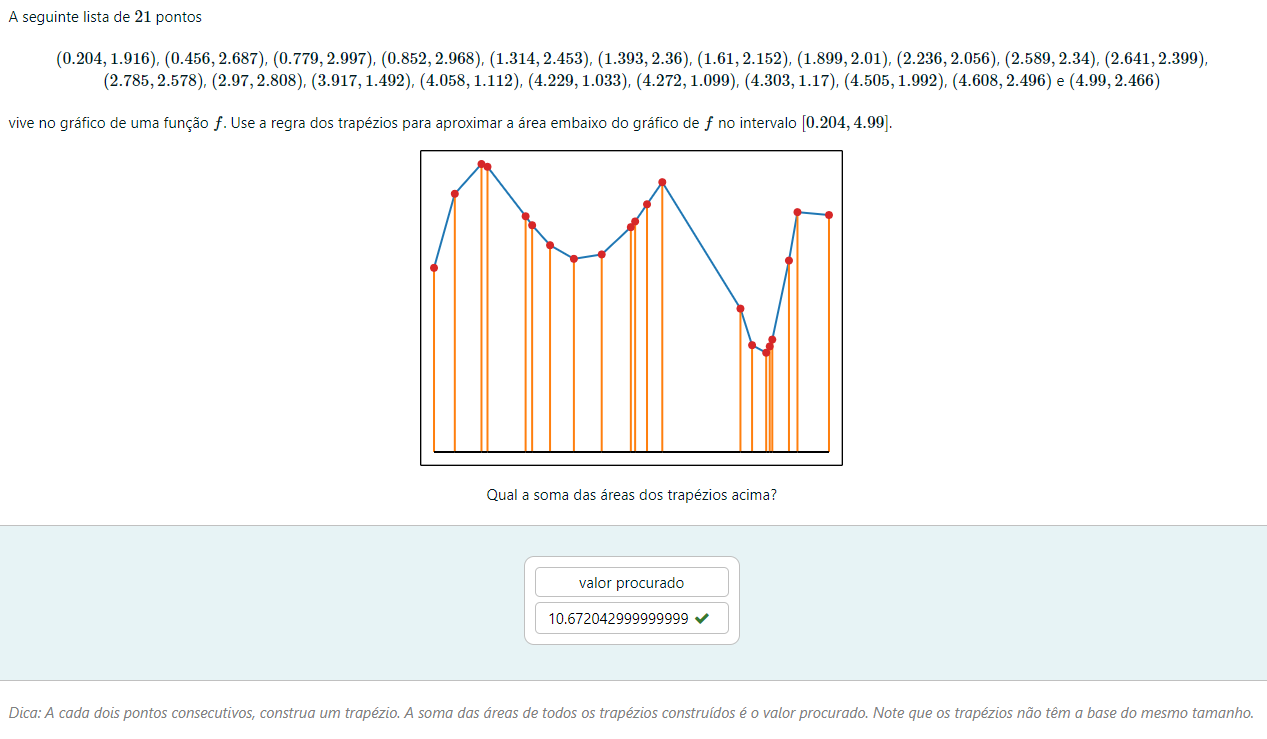 A seguinte lista de 21 pontos
(0.204, 1.916), (0.456, 2.687), (0.779, 2.997), (0.852, 2.968), (1.314, 2.453), (1.393, 2.36), (1.61, 2.152), (1.899, 2.01), (2.236, 2.056), (2.589, 2.34), (2.641, 2.399),
(2.785, 2.578), (2.97, 2.808), (3.917, 1.492), (4.058, 1.112), (4.229, 1.033), (4.272, 1.099), (4.303, 1.17), (4.505, 1.992), (4.608, 2.496) e (4.99, 2.466)
vive no gráfico de uma função f. Use a regra dos trapézios para aproximar a área embaixo do gráfico de f no intervalo [0.204, 4.99].
Qual a soma das áreas dos trapézios acima?
valor procurado
10.672042999999999
Dica: A cada dois pontos consecutivos, construa um trapézio. A soma das áreas de todos os trapézios construídos é o valor procurado. Note que os trapézios não têm a base do mesmo tamanho.